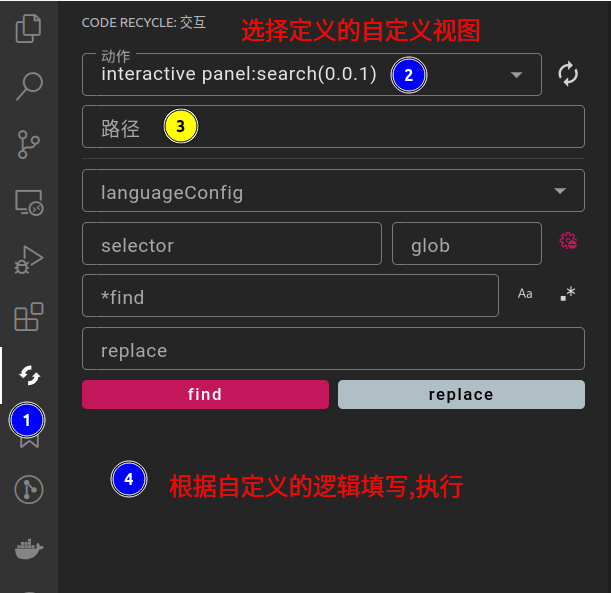 CODE RECYCLE: 交互
选择定义的自定义视图
动作
interactive panel:search(0.0.1)
2
路径
3
languageConfig
selector
glob
*find
Aa
.*
replace
find
replace
1
4
根据自定义的逻辑填写,执行